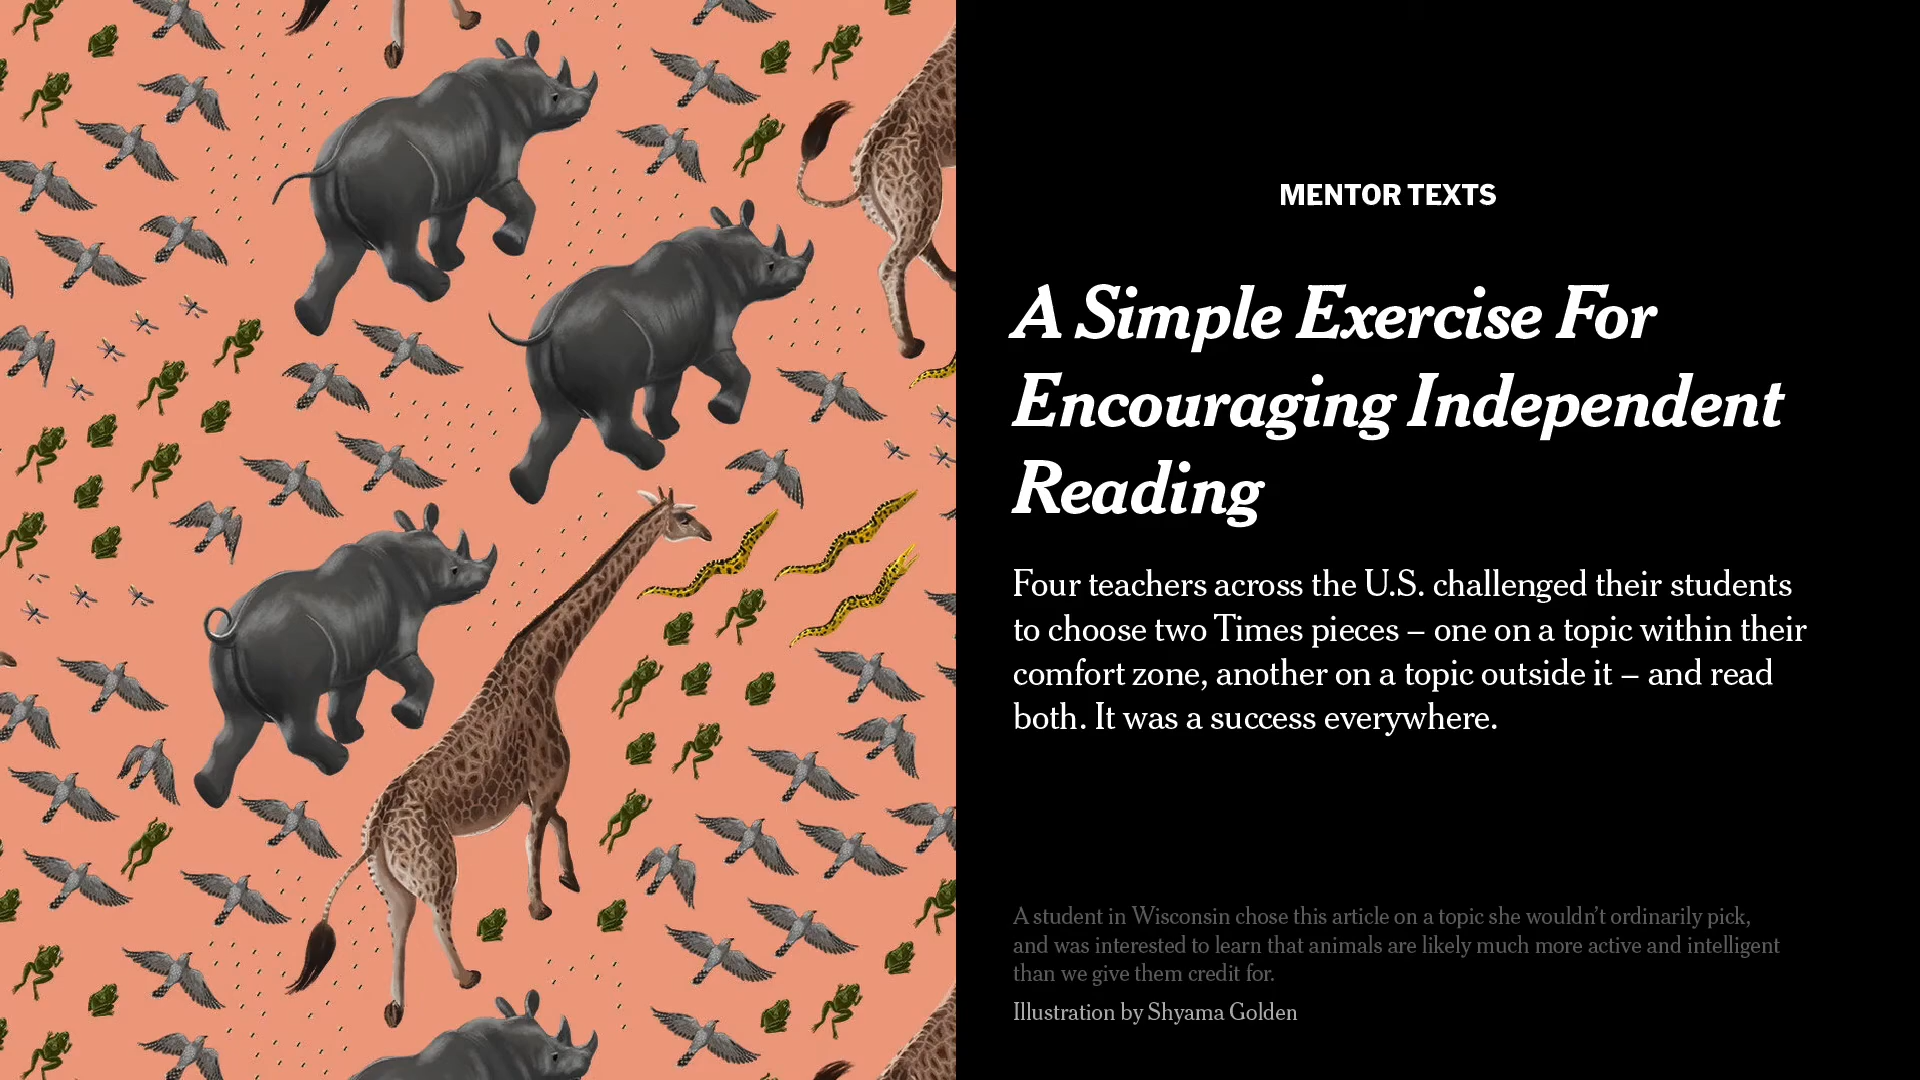 MENTOR TEXTS
A Simple Exercise For
Encouraging Independent
Reading
Four teachers across the U.S. challenged their students
to choose two Times pieces – one on a topic within their
comfort zone, another on a topic outside it – and read
both. It was a success everywhere.
A student in Wisconsin chose this article on a topic she wouldn’t ordinarily pick,
and was interested to learn that animals are likely much more active and intelligent
than we give them credit for.
Illustration by Shyama Golden